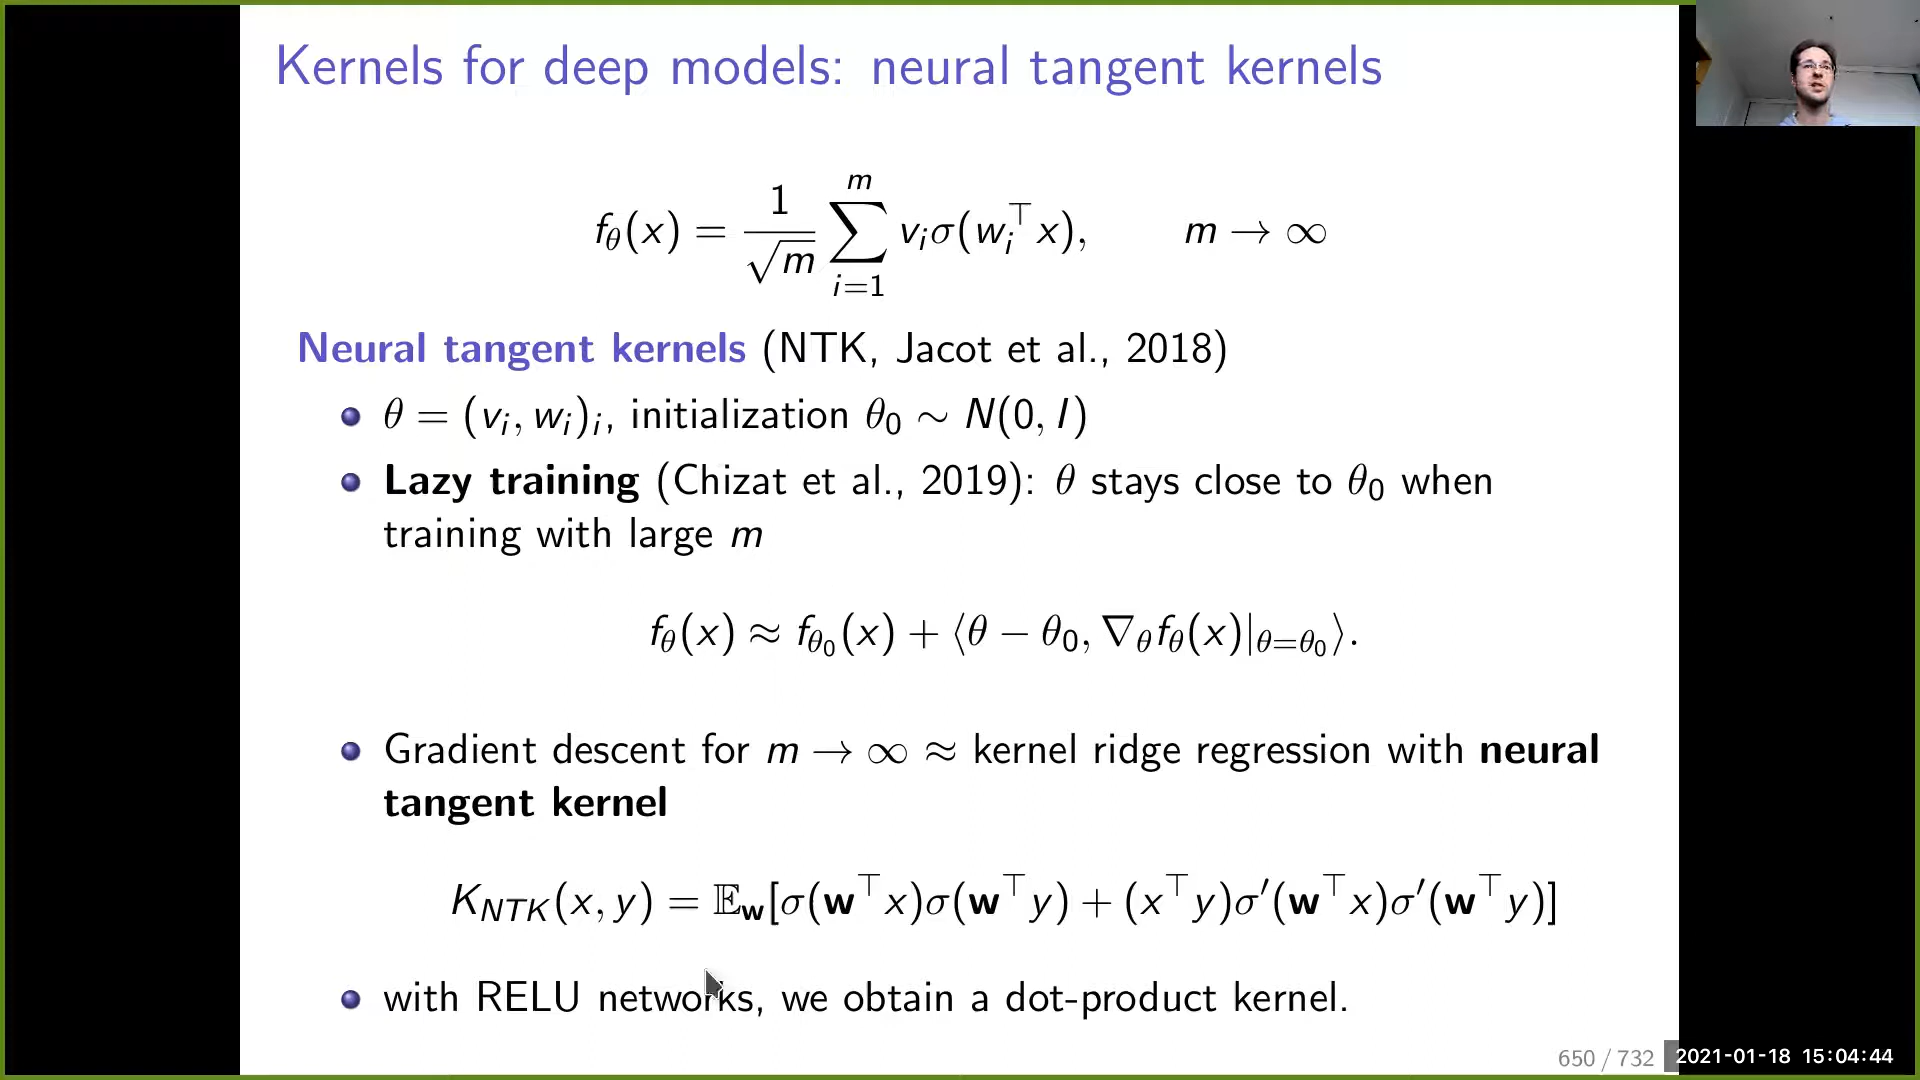 Kernels for deep models: neural tangent kernels
f_θ(x) = 1/√m ∑_{i=1}^{m} v_i σ(w_i^⊤ x),   m → ∞
Neural tangent kernels (NTK, Jacot et al., 2018)
θ = (v_i, w_i)_i, initialization θ_0 ∼ N(0, I)
Lazy training (Chizat et al., 2019): θ stays close to θ_0 when
training with large m
f_θ(x) ≈ f_{θ_0}(x) + ⟨θ − θ_0, ∇_θ f_θ(x)|_{θ=θ_0}⟩.
Gradient descent for m → ∞ ≈ kernel ridge regression with neural
tangent kernel
K_{NTK}(x, y) = 𝔼_w[σ(w^⊤ x)σ(w^⊤ y) + (x^⊤ y)σ′(w^⊤ x)σ′(w^⊤ y)]
with RELU networks, we obtain a dot-product kernel.
650 / 732
2021-01-18 15:04:44